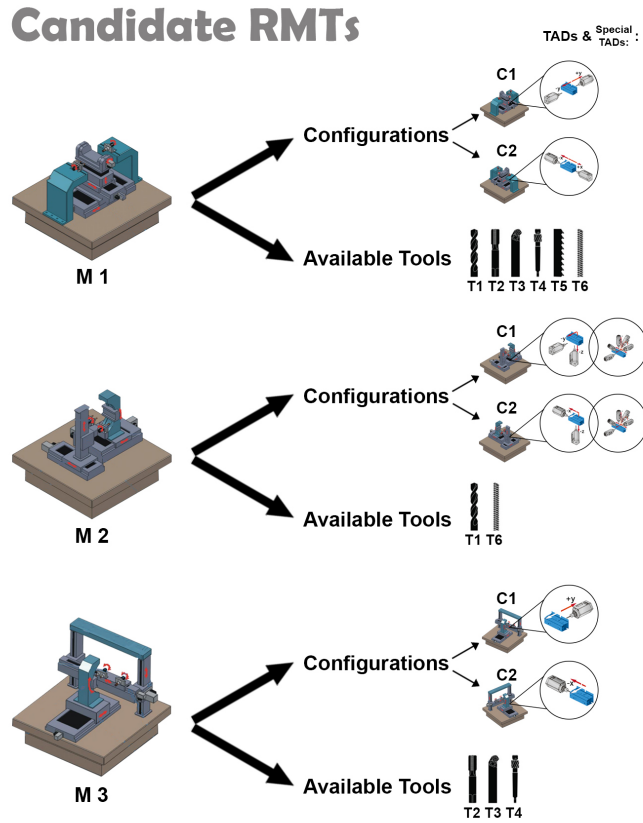 Candidate RMTs
TADs & Special TADs: :
C1
+y
-y
Configurations
C2
Available Tools
T1 T2 T3 T4 T5 T6
M 1
C1
-y
-z
Configurations
C2
-z
Available Tools
T1 T6
M 2
C1
+y
Configurations
C2
Available Tools
T2 T3 T4
M 3